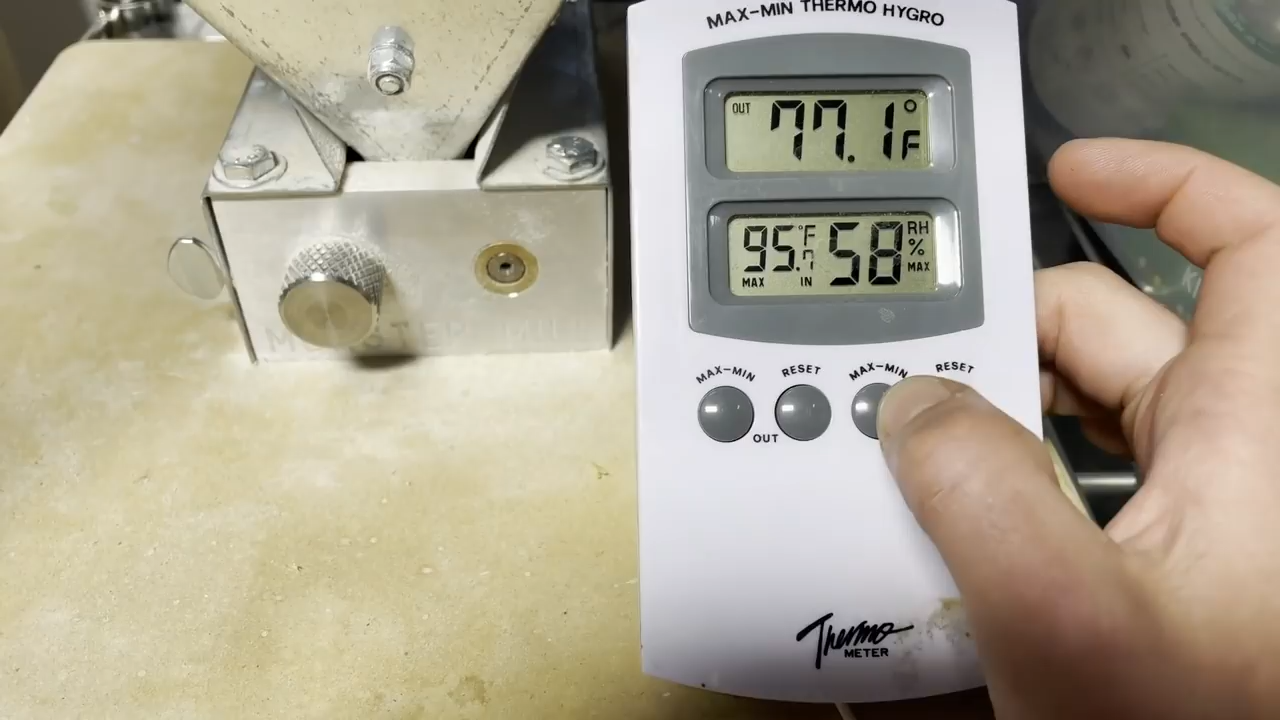 MAX-MIN THERMO HYGRO
OUT 77.1°F
95.7°F 58 RH
%
MAX IN MAX
MAX-MIN RESET MAX-MIN RESET
OUT
Thermo
METER